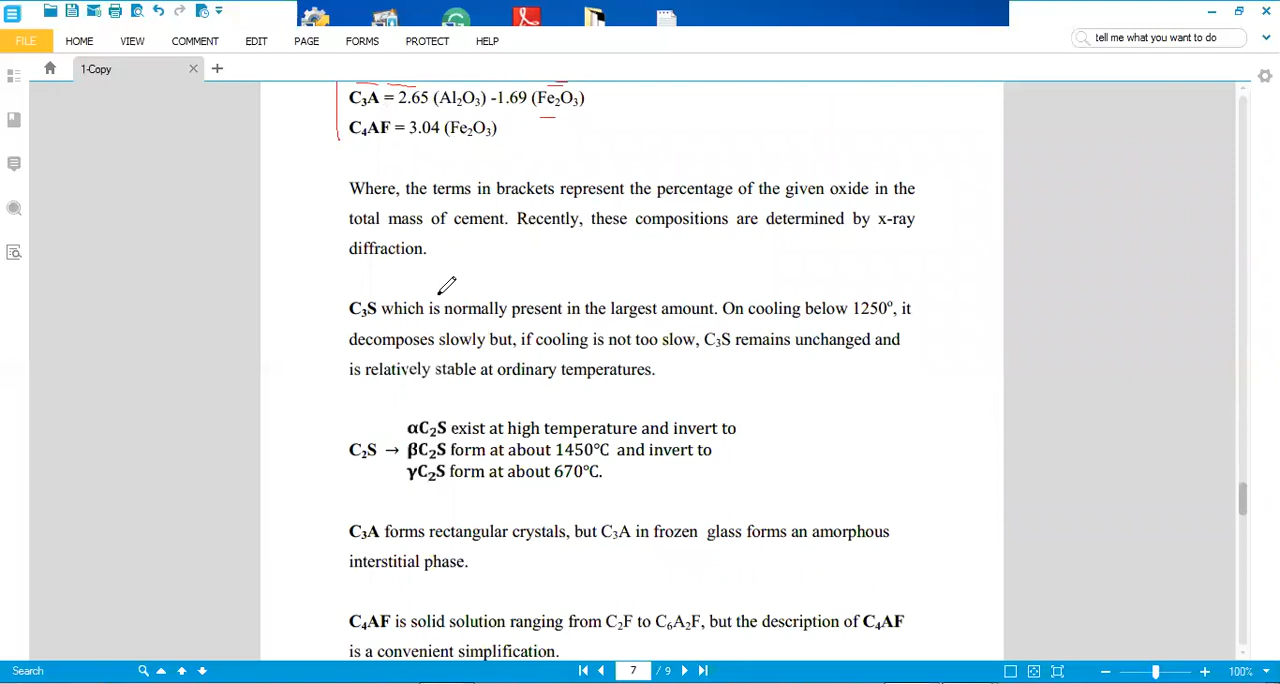 FILE HOME VIEW COMMENT EDIT PAGE FORMS PROTECT HELP tell me what you want to do
1-Copy
C₃A = 2.65 (Al₂O₃) -1.69 (Fe₂O₃)
C₄AF = 3.04 (Fe₂O₃)
Where, the terms in brackets represent the percentage of the given oxide in the
total mass of cement. Recently, these compositions are determined by x-ray
diffraction.
C₃S which is normally present in the largest amount. On cooling below 1250º, it
decomposes slowly but, if cooling is not too slow, C₃S remains unchanged and
is relatively stable at ordinary temperatures.
αC₂S exist at high temperature and invert to
C₂S → βC₂S form at about 1450℃ and invert to
γC₂S form at about 670℃.
C₃A forms rectangular crystals, but C₃A in frozen glass forms an amorphous
interstitial phase.
C₄AF is solid solution ranging from C₂F to C₆A₂F, but the description of C₄AF
is a convenient simplification.
Search 7 / 9 100%